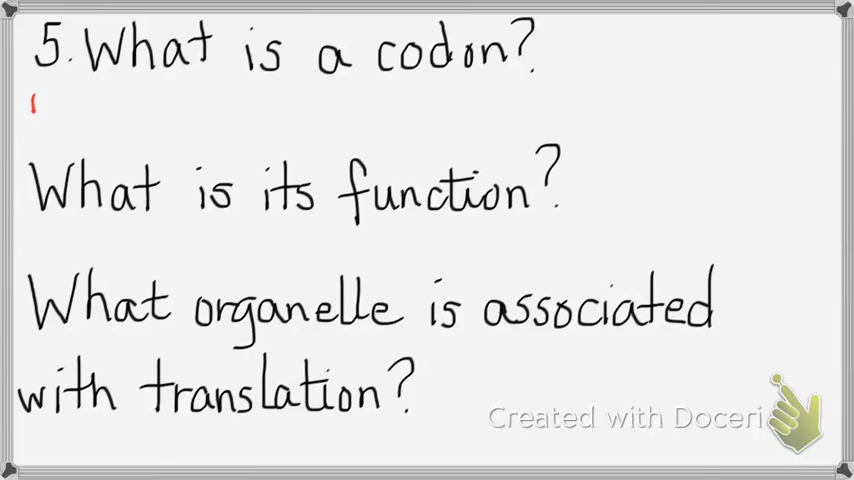 5. What is a codon?
What is its function?
What organelle is associated
with translation?
Created with Doceri